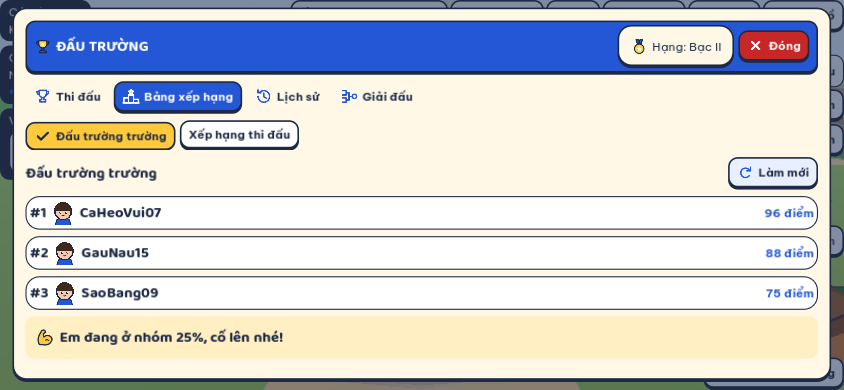 ĐẤU TRƯỜNG
Hạng: Bạc II
Đóng
Thi đấu
Bảng xếp hạng
Lịch sử
Giải đấu
Đấu trường trường
Xếp hạng thi đấu
Đấu trường trường
Làm mới
#1 CaHeoVui07 96 điểm
#2 GauNau15 88 điểm
#3 SaoBang09 75 điểm
Em đang ở nhóm 25%, cố lên nhé!